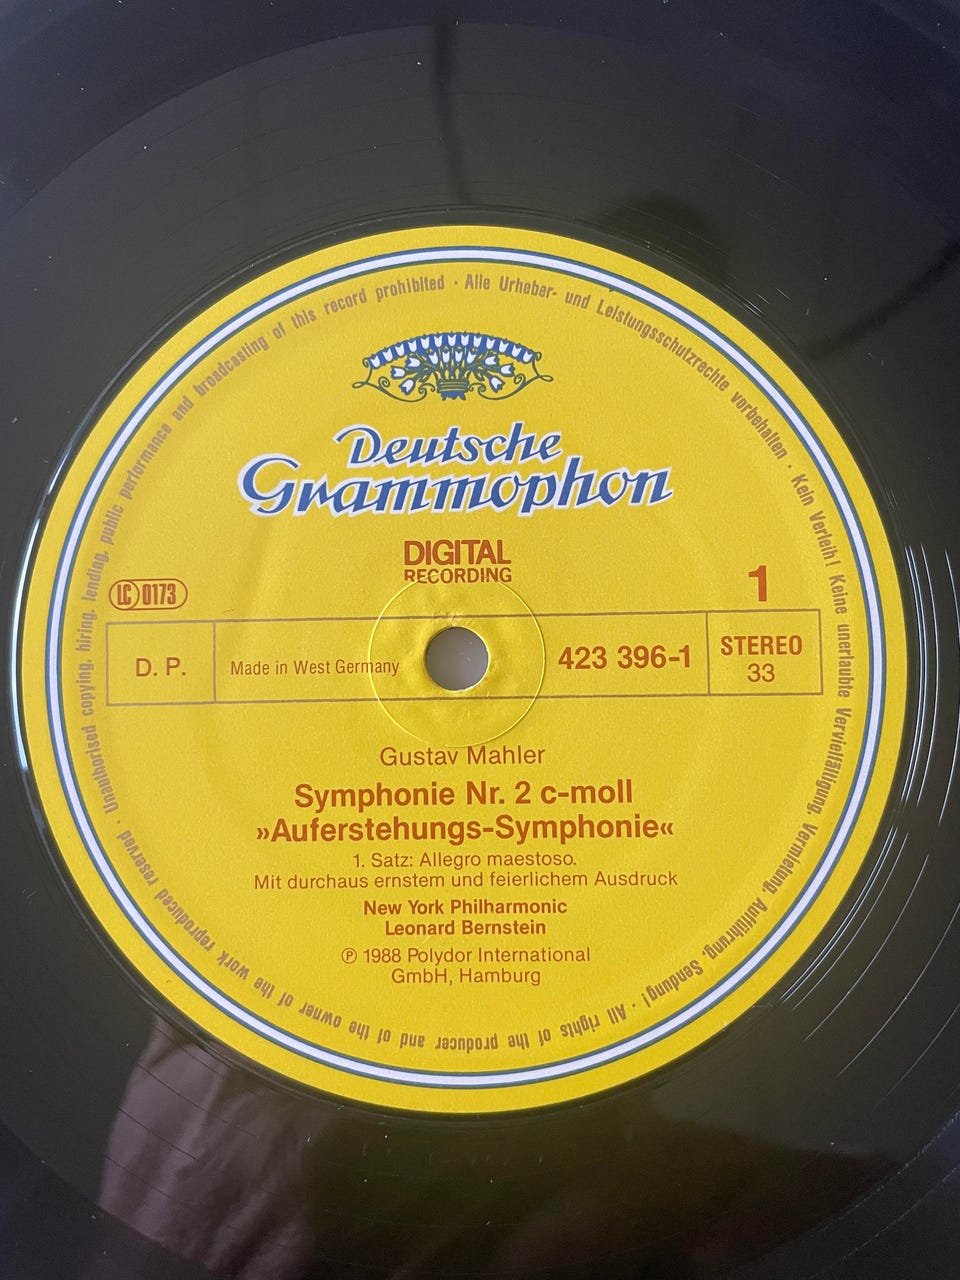 Unauthorised copying, hiring, lending, public performance and broadcasting of this record prohibited · Alle Urheber- und Leistungsschutzrechte vorbehalten · Kein Verleih! Keine unerlaubte Vervielfältigung, Vermietung, Aufführung, Sendung! · All rights of the producer and of the owner of the work reproduced reserved ·
Deutsche
Grammophon
DIGITAL
RECORDING
LC 0173
1
D. P.
Made in West Germany
423 396-1
STEREO
33
Gustav Mahler
Symphonie Nr. 2 c-moll
»Auferstehungs-Symphonie«
1. Satz: Allegro maestoso.
Mit durchaus ernstem und feierlichem Ausdruck
New York Philharmonic
Leonard Bernstein
℗ 1988 Polydor International
GmbH, Hamburg